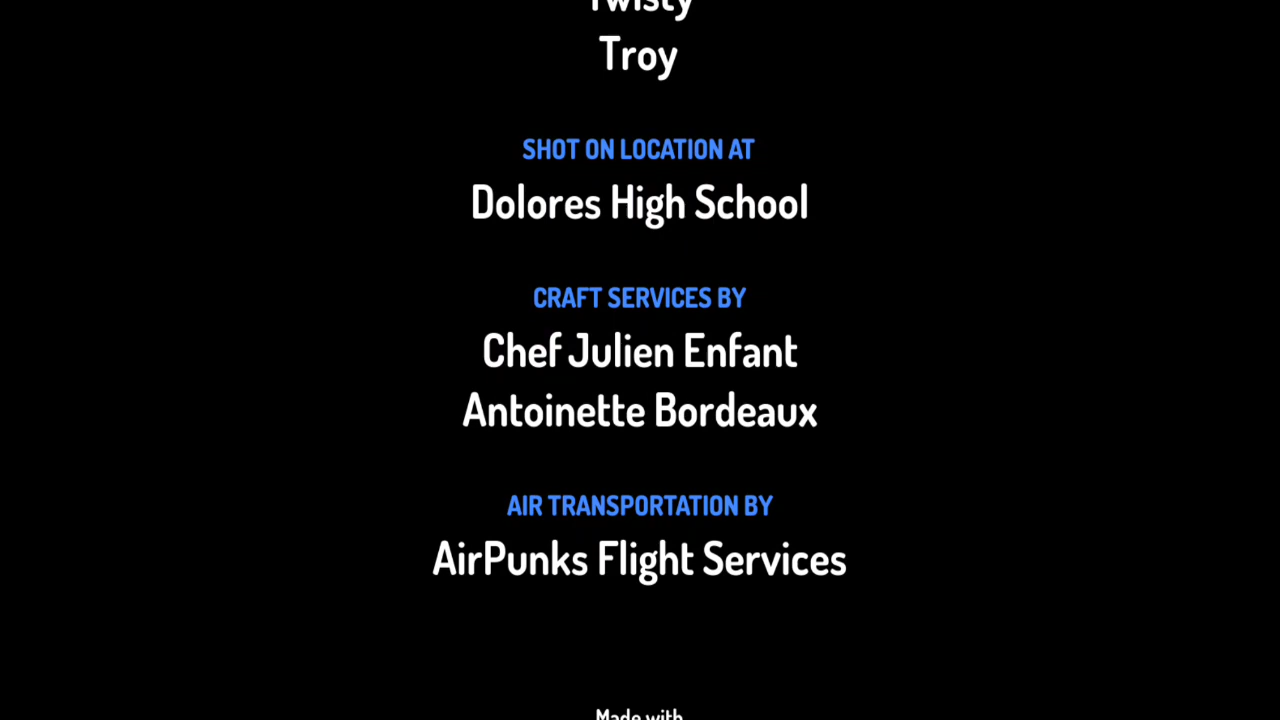 Twisty
Troy
SHOT ON LOCATION AT
Dolores High School
CRAFT SERVICES BY
Chef Julien Enfant
Antoinette Bordeaux
AIR TRANSPORTATION BY
AirPunks Flight Services
Made with